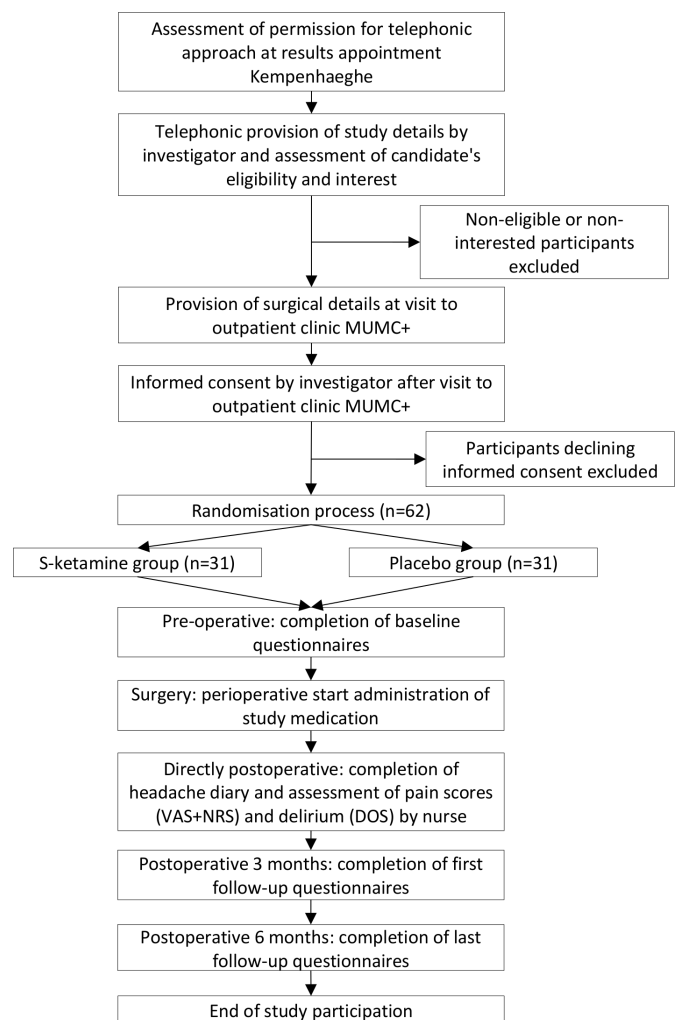 Assessment of permission for telephonic
approach at results appointment
Kempenhaeghe
Telephonic provision of study details by
investigator and assessment of candidate's
eligibility and interest
Non-eligible or non-
interested participants
excluded
Provision of surgical details at visit to
outpatient clinic MUMC+
Informed consent by investigator after visit to
outpatient clinic MUMC+
Participants declining
informed consent excluded
Randomisation process (n=62)
S-ketamine group (n=31)
Placebo group (n=31)
Pre-operative: completion of baseline
questionnaires
Surgery: perioperative start administration of
study medication
Directly postoperative: completion of
headache diary and assessment of pain scores
(VAS+NRS) and delirium (DOS) by nurse
Postoperative 3 months: completion of first
follow-up questionnaires
Postoperative 6 months: completion of last
follow-up questionnaires
End of study participation